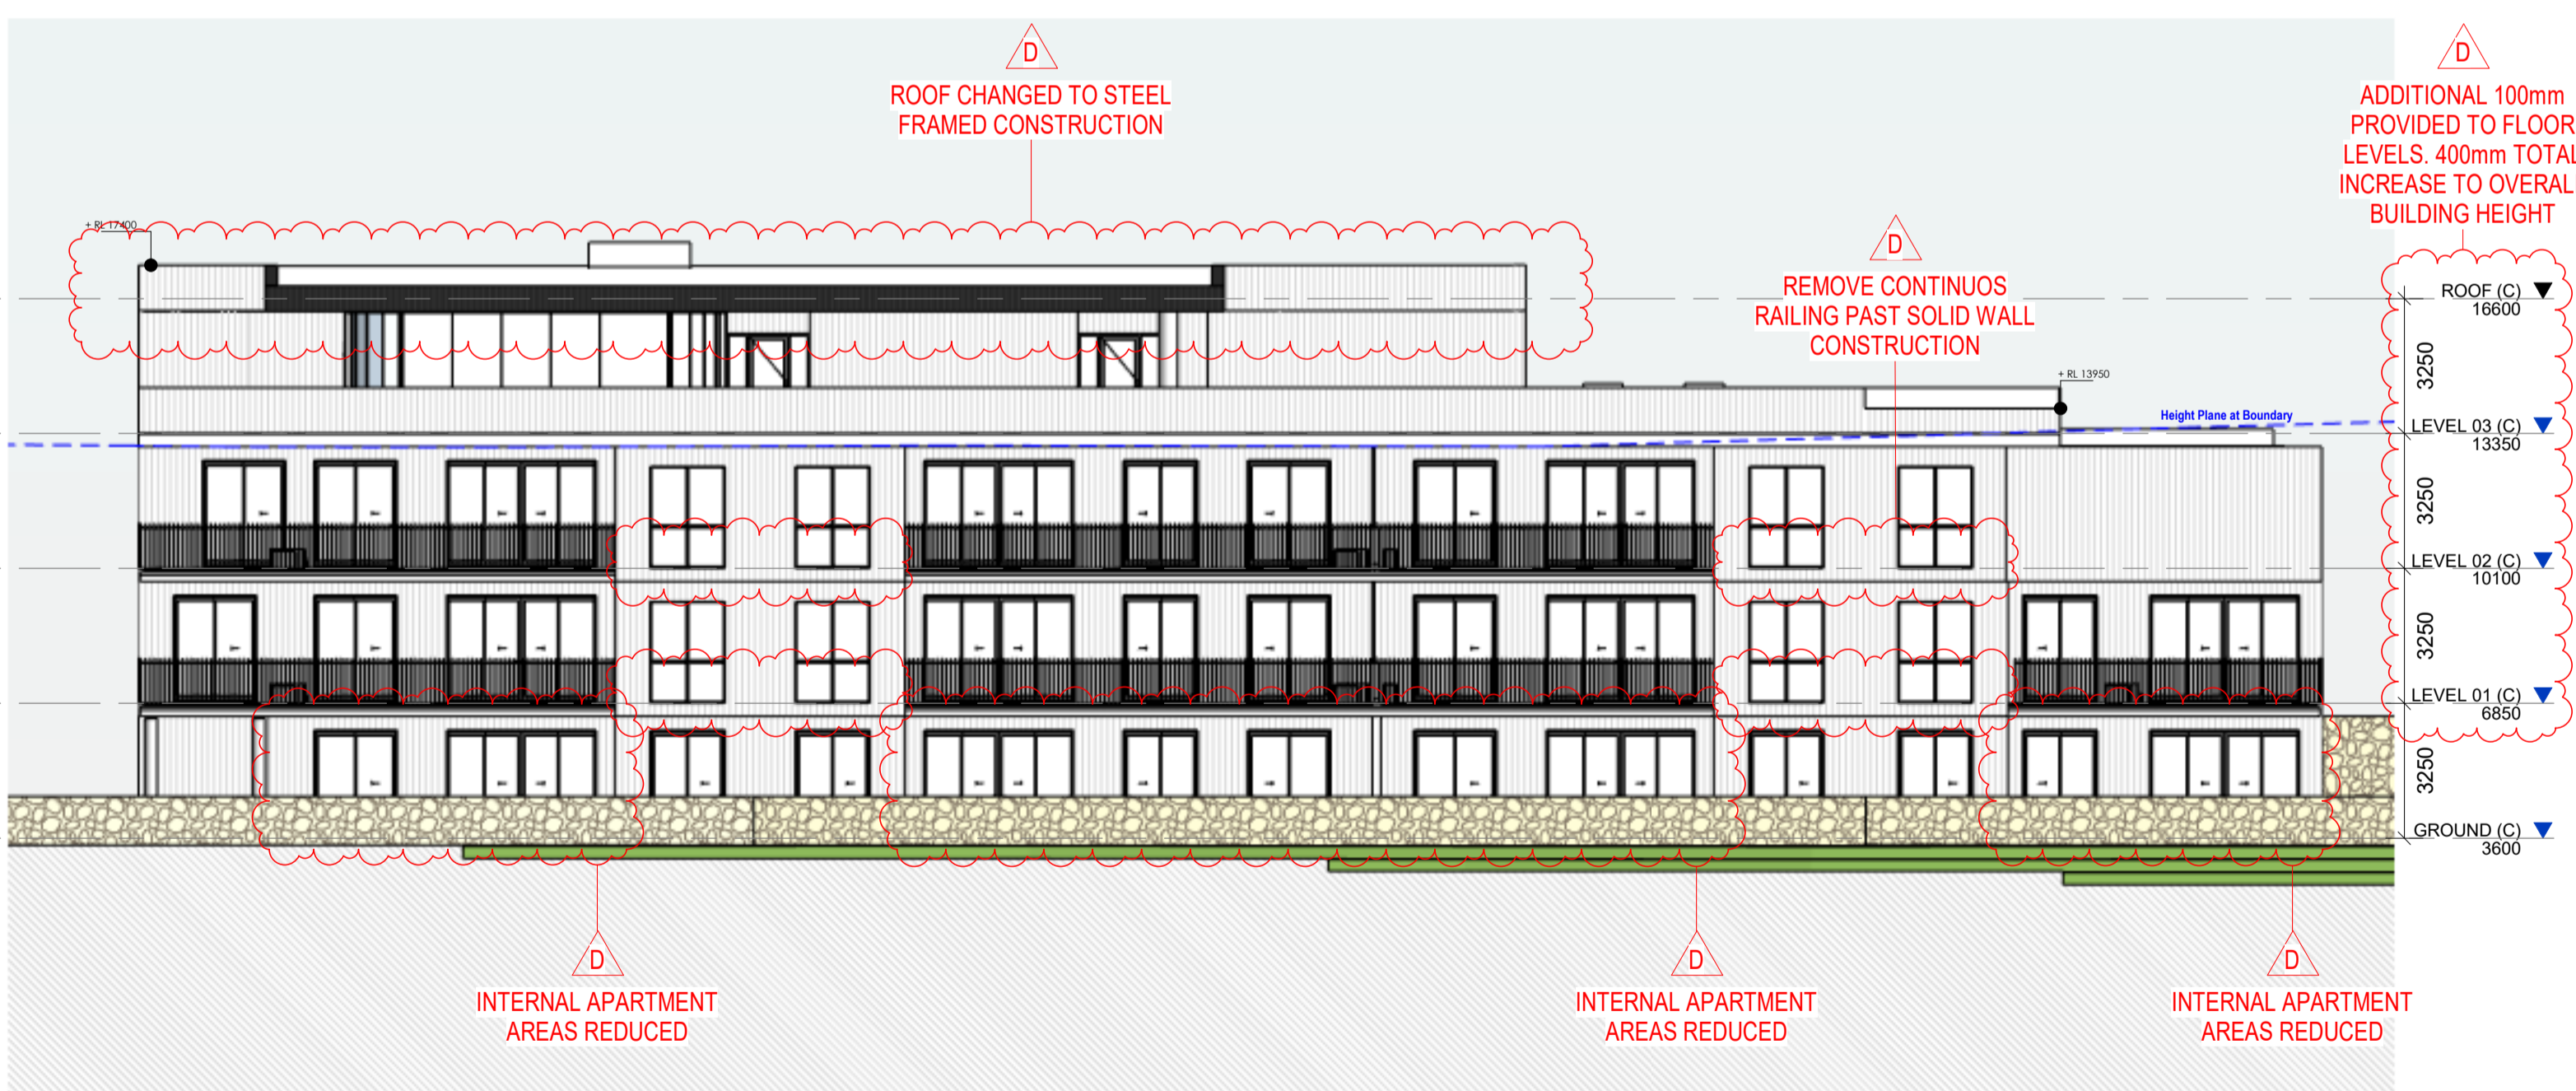 D
ROOF CHANGED TO STEEL
FRAMED CONSTRUCTION
D
ADDITIONAL 100mm
PROVIDED TO FLOOR
LEVELS. 400mm TOTAL
INCREASE TO OVERAL
BUILDING HEIGHT
D
REMOVE CONTINUOS
RAILING PAST SOLID WALL
CONSTRUCTION
+ RL 17400
+ RL 13950
Height Plane at Boundary
ROOF (C)
16600
3250
LEVEL 03 (C)
13350
3250
LEVEL 02 (C)
10100
3250
LEVEL 01 (C)
6850
3250
GROUND (C)
3600
D
INTERNAL APARTMENT
AREAS REDUCED
D
INTERNAL APARTMENT
AREAS REDUCED
D
INTERNAL APARTMENT
AREAS REDUCED